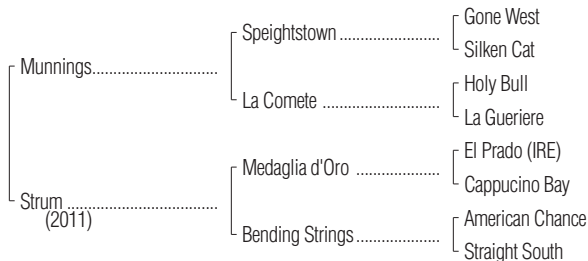 Gone West
Speightstown
Silken Cat
Munnings
Holy Bull
La Comete
La Gueriere
El Prado (IRE)
Medaglia d'Oro
Cappucino Bay
Strum
(2011)
American Chance
Bending Strings
Straight South